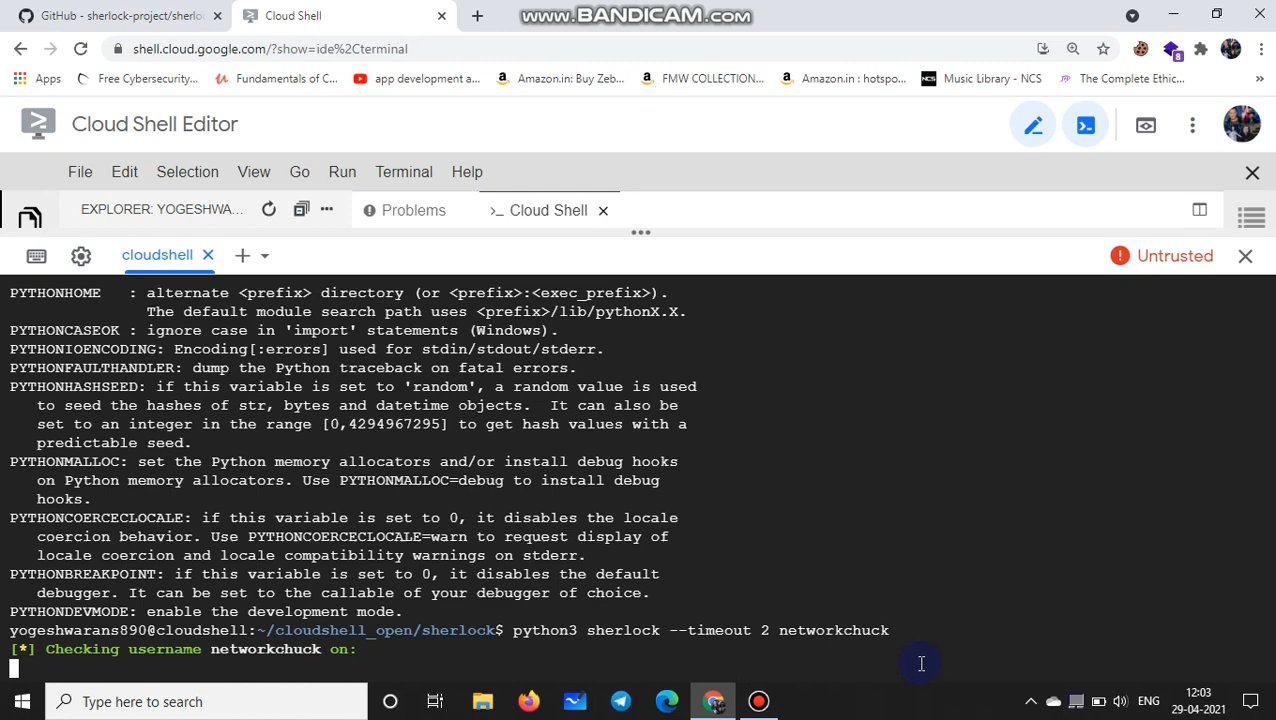 GitHub - sherlock-project/sherlo
Cloud Shell
www.BANDICAM.com
shell.cloud.google.com/?show=ide%2Cterminal
Apps
Free Cybersecurity...
Fundamentals of C...
app development a...
Amazon.in: Buy Zeb...
FMW COLLECTION...
Amazon.in : hotspo...
NCS
Music Library - NCS
The Complete Ethic...
8
Cloud Shell Editor
File Edit Selection View Go Run Terminal Help
EXPLORER: YOGESHWA...
Problems
Cloud Shell
cloudshell
Untrusted
PYTHONHOME   : alternate <prefix> directory (or <prefix>:<exec_prefix>).
The default module search path uses <prefix>/lib/pythonX.X.
PYTHONCASEOK : ignore case in 'import' statements (Windows).
PYTHONIOENCODING: Encoding[:errors] used for stdin/stdout/stderr.
PYTHONFAULTHANDLER: dump the Python traceback on fatal errors.
PYTHONHASHSEED: if this variable is set to 'random', a random value is used
to seed the hashes of str, bytes and datetime objects.  It can also be
set to an integer in the range [0,4294967295] to get hash values with a
predictable seed.
PYTHONMALLOC: set the Python memory allocators and/or install debug hooks
on Python memory allocators. Use PYTHONMALLOC=debug to install debug
hooks.
PYTHONCOERCECLOCALE: if this variable is set to 0, it disables the locale
coercion behavior. Use PYTHONCOERCECLOCALE=warn to request display of
locale coercion and locale compatibility warnings on stderr.
PYTHONBREAKPOINT: if this variable is set to 0, it disables the default
debugger. It can be set to the callable of your debugger of choice.
PYTHONDEVMODE: enable the development mode.
yogeshwarans890@cloudshell:~/cloudshell_open/sherlock$ python3 sherlock --timeout 2 networkchuck
[*] Checking username networkchuck on:
Type here to search
ENG
12:03
29-04-2021